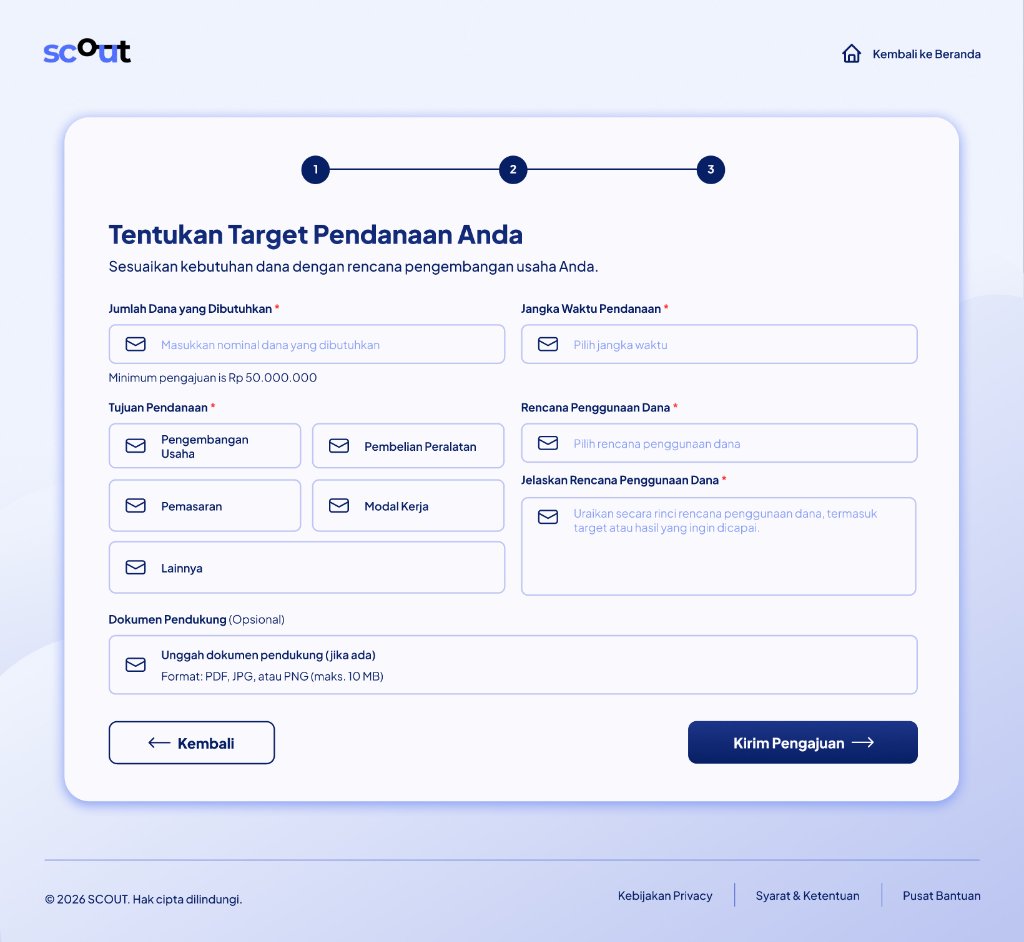 scout
Kembali ke Beranda
1
2
3
Tentukan Target Pendanaan Anda
Sesuaikan kebutuhan dana dengan rencana pengembangan usaha Anda.
Jumlah Dana yang Dibutuhkan *
Masukkan nominal dana yang dibutuhkan
Minimum pengajuan is Rp 50.000.000
Jangka Waktu Pendanaan *
Pilih jangka waktu
Tujuan Pendanaan *
Pengembangan
Usaha
Pembelian Peralatan
Pemasaran
Modal Kerja
Lainnya
Rencana Penggunaan Dana *
Pilih rencana penggunaan dana
Jelaskan Rencana Penggunaan Dana *
Uraikan secara rinci rencana penggunaan dana, termasuk
target atau hasil yang ingin dicapai.
Dokumen Pendukung (Opsional)
Unggah dokumen pendukung (jika ada)
Format: PDF, JPG, atau PNG (maks. 10 MB)
Kembali
Kirim Pengajuan
© 2026 SCOUT. Hak cipta dilindungi.
Kebijakan Privacy
Syarat & Ketentuan
Pusat Bantuan